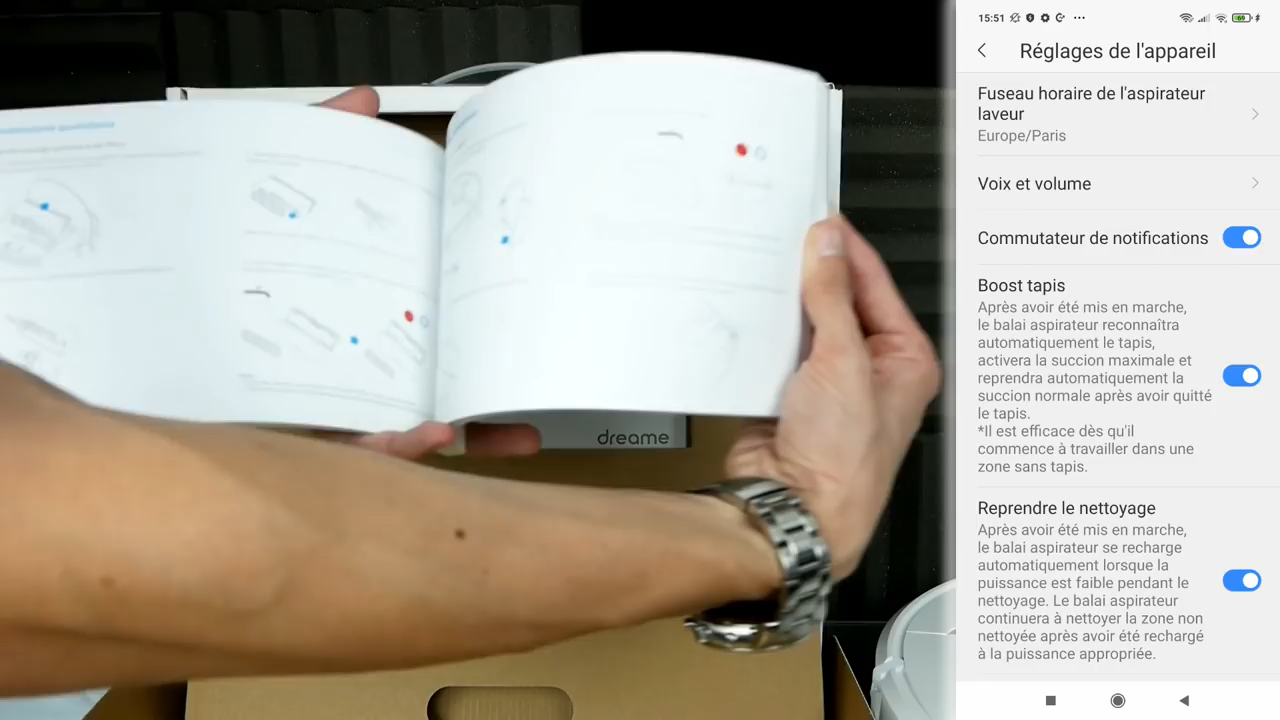 dreame
15:51
Réglages de l'appareil
Fuseau horaire de l'aspirateur
laveur
Europe/Paris
Voix et volume
Commutateur de notifications
Boost tapis
Après avoir été mis en marche,
le balai aspirateur reconnaîtra
automatiquement le tapis,
activera la succion maximale et
reprendra automatiquement la
succion normale après avoir quitté
le tapis.
*Il est efficace dès qu'il
commence à travailler dans une
zone sans tapis.
Reprendre le nettoyage
Après avoir été mis en marche,
le balai aspirateur se recharge
automatiquement lorsque la
puissance est faible pendant le
nettoyage. Le balai aspirateur
continuera à nettoyer la zone non
nettoyée après avoir été rechargé
à la puissance appropriée.